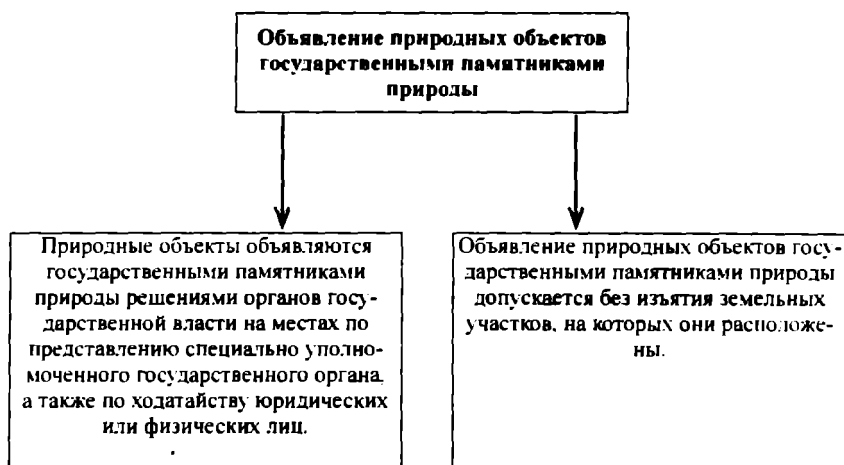 Объявление природных объектов
государственными памятниками
природы
Природные объекты объявляются
государственными памятниками
природы решениями органов госу-
дарственной власти на местах по
представлению специально уполно-
моченного государственного органа,
а также по ходатайству юридических
или физических лиц.
Объявление природных объектов госу-
дарственными памятниками природы
допускается без изъятия земельных
участков, на которых они расположе-
ны.